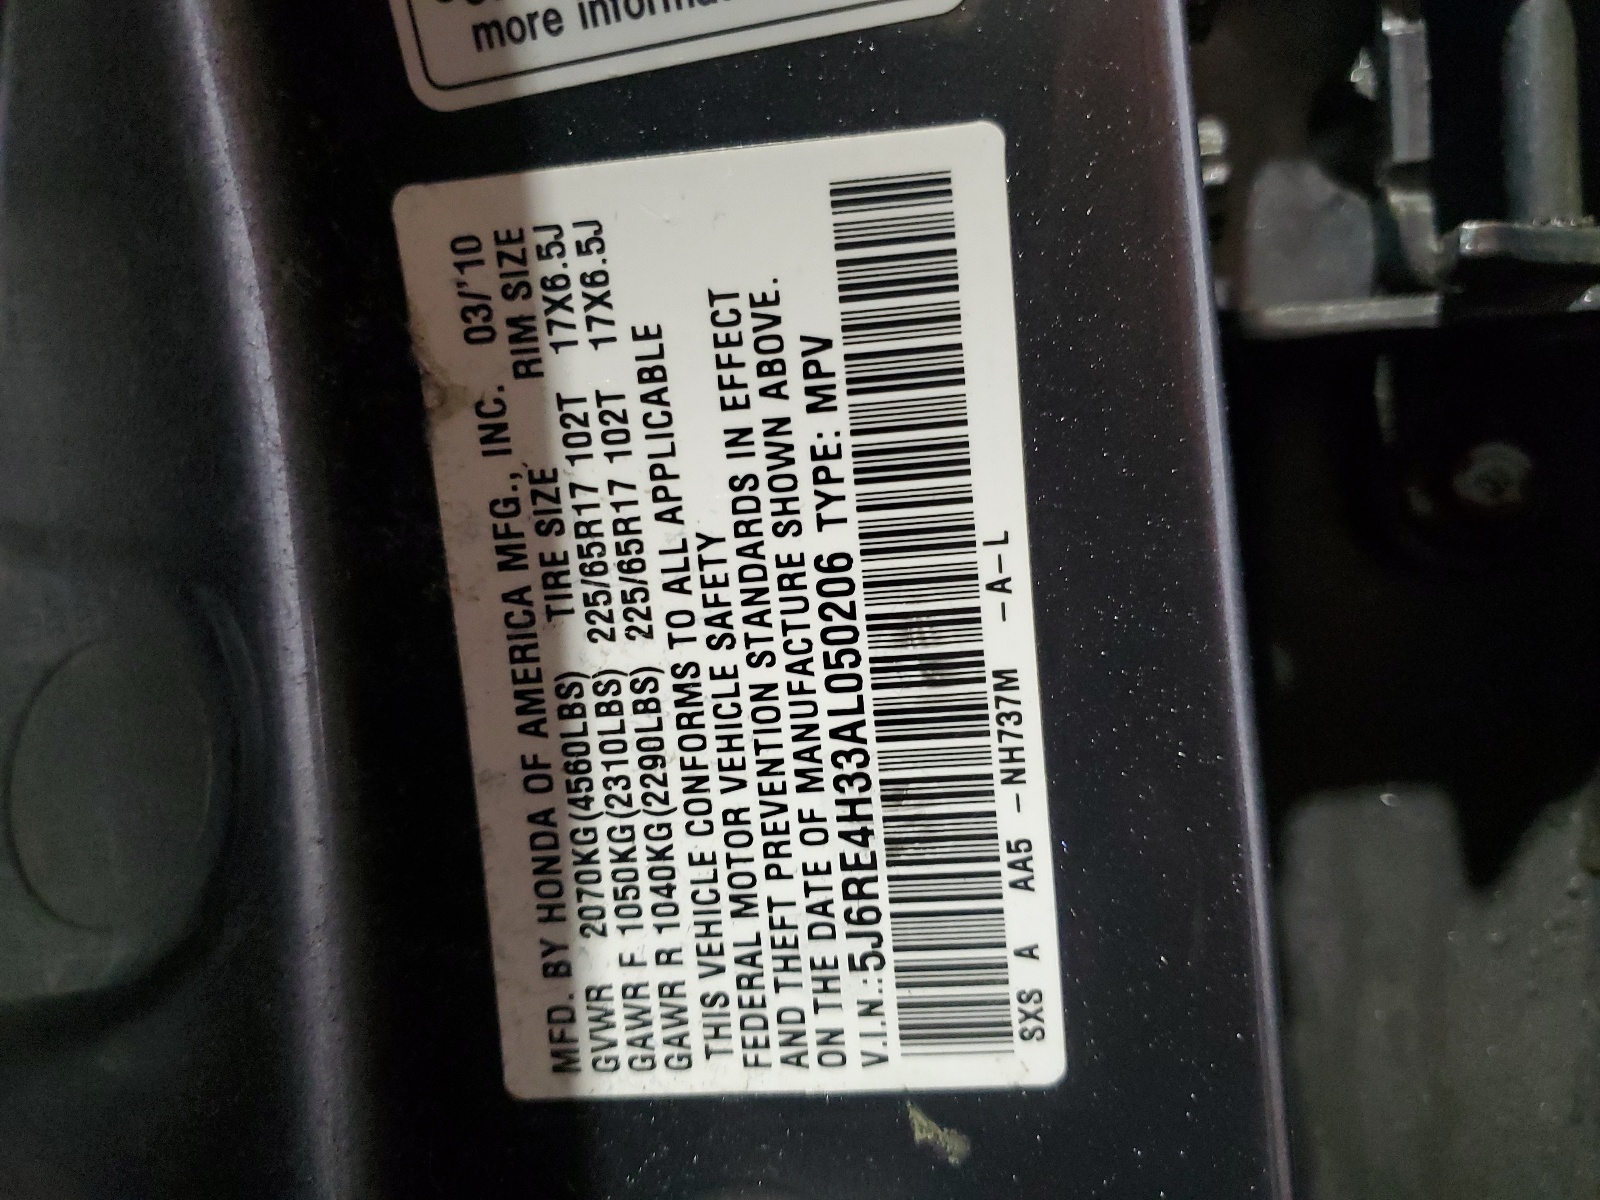 more
MFD. BY HONDA OF AMERICA MFG., INC. 03/'10
GVWR 2070KG(4560LBS) TIRE SIZE RIM SIZE
GAWR F 1050KG(2310LBS) 225/65R17 102T 17X6.5J
GAWR R 1040KG(2290LBS) 225/65R17 102T 17X6.5J
THIS VEHICLE CONFORMS TO ALL APPLICABLE
FEDERAL MOTOR VEHICLE SAFETY
AND THEFT PREVENTION STANDARDS IN EFFECT
ON THE DATE OF MANUFACTURE SHOWN ABOVE.
V.I.N.:5J6RE4H33AL050206 TYPE: MPV
SXS A AA5 -NH737M -A-L